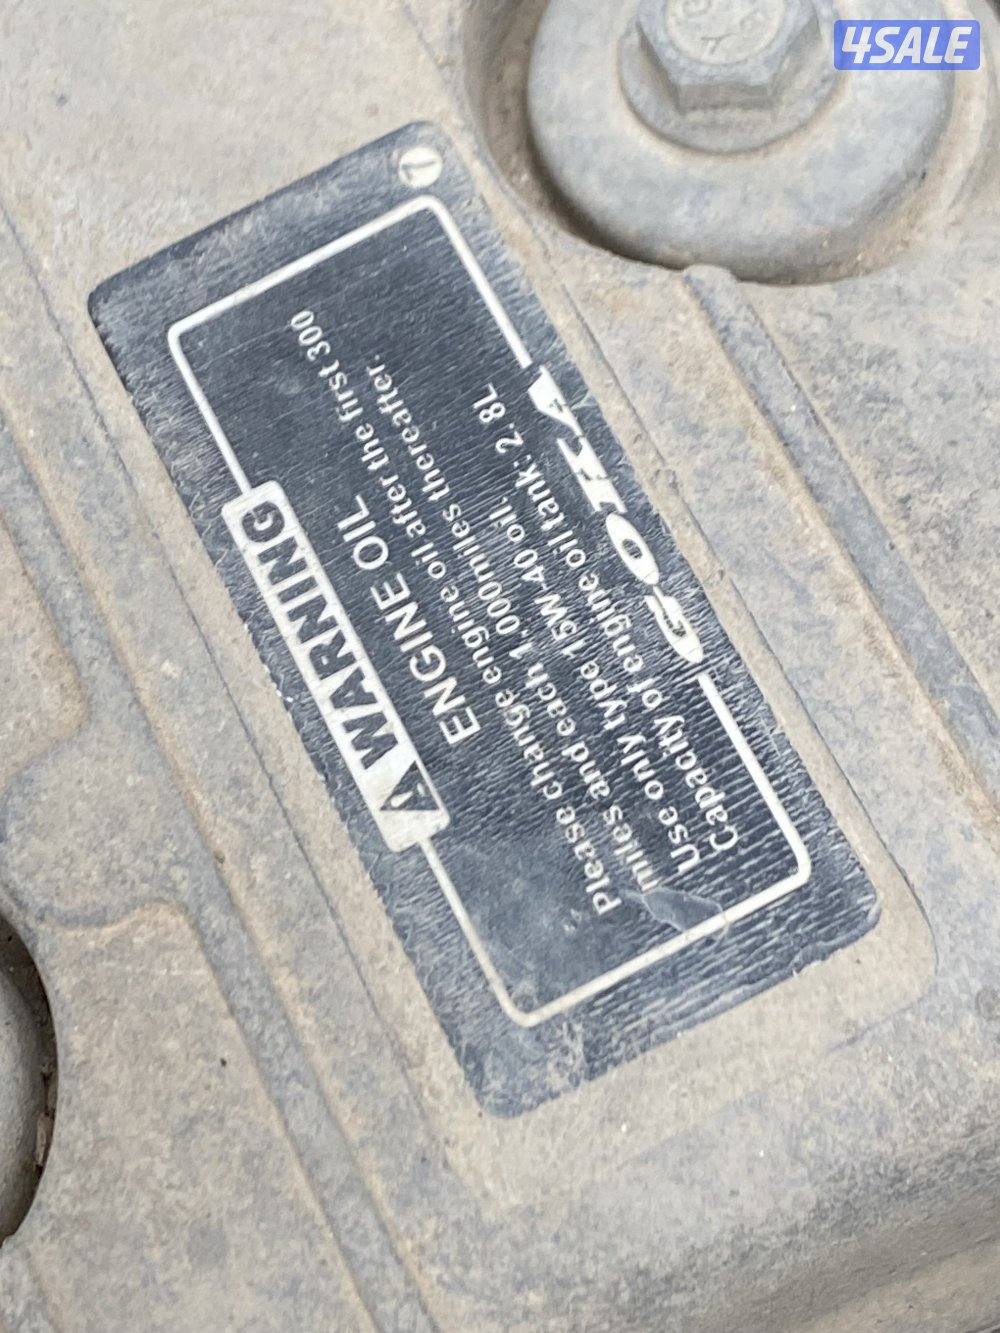 4SALE
WARNING
ENGINE OIL
Please change engine oil after the first 300
miles and each 1,000miles thereafter.
Use only type 15W-40 oil.
Capacity of engine oil tank: 2.8L
GOKA